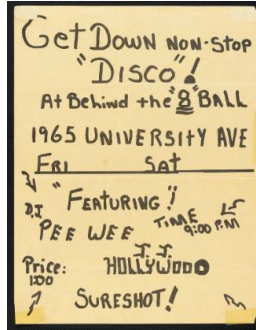 Get Down NON-STOP
"DISCO"!
At Behind the "8" BALL
1965 UNIVERSITY AVE
FRI SAT
"FEATURING"!
D.J. PEE WEE TIME 9:00 P.M
J.J.
Price: HOLLYWOOD
1.00
SURESHOT!